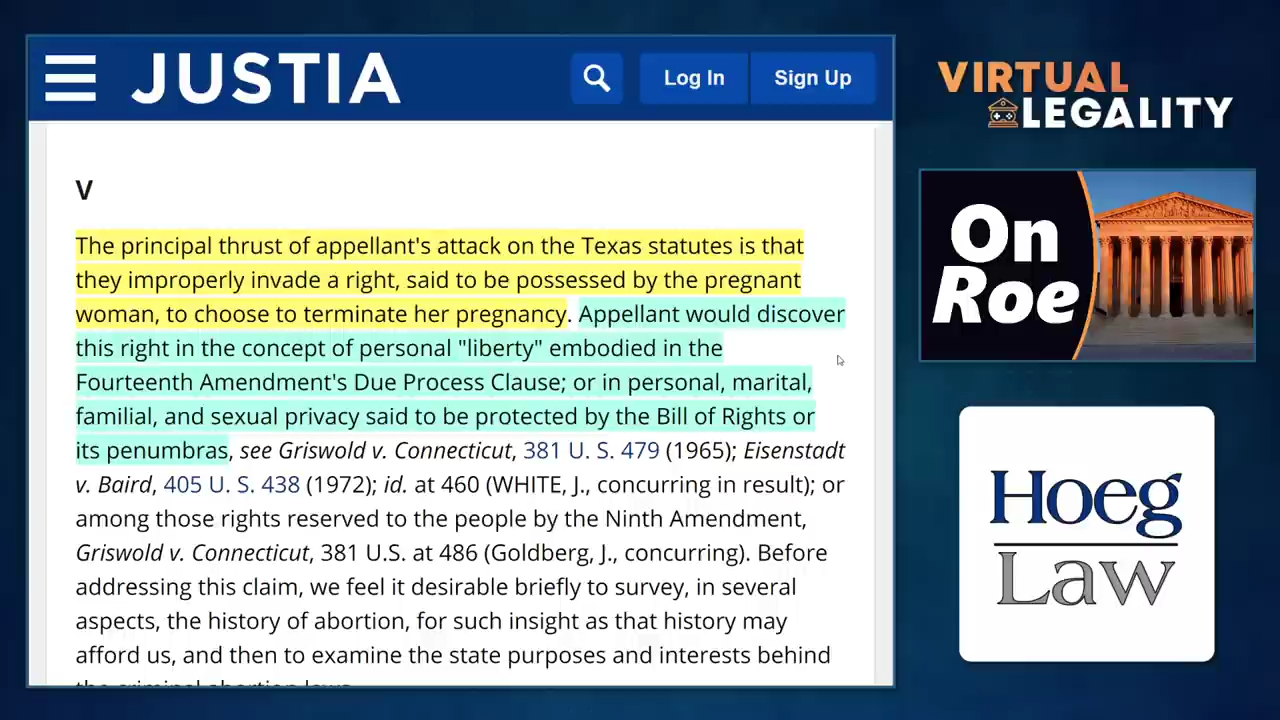 JUSTIA
Log In
Sign Up
V
The principal thrust of appellant's attack on the Texas statutes is that
they improperly invade a right, said to be possessed by the pregnant
woman, to choose to terminate her pregnancy. Appellant would discover
this right in the concept of personal "liberty" embodied in the
Fourteenth Amendment's Due Process Clause; or in personal, marital,
familial, and sexual privacy said to be protected by the Bill of Rights or
its penumbras, see Griswold v. Connecticut, 381 U. S. 479 (1965); Eisenstadt
v. Baird, 405 U. S. 438 (1972); id. at 460 (WHITE, J., concurring in result); or
among those rights reserved to the people by the Ninth Amendment,
Griswold v. Connecticut, 381 U.S. at 486 (Goldberg, J., concurring). Before
addressing this claim, we feel it desirable briefly to survey, in several
aspects, the history of abortion, for such insight as that history may
afford us, and then to examine the state purposes and interests behind
VIRTUAL
LEGALITY
On
Roe
Hoeg
Law